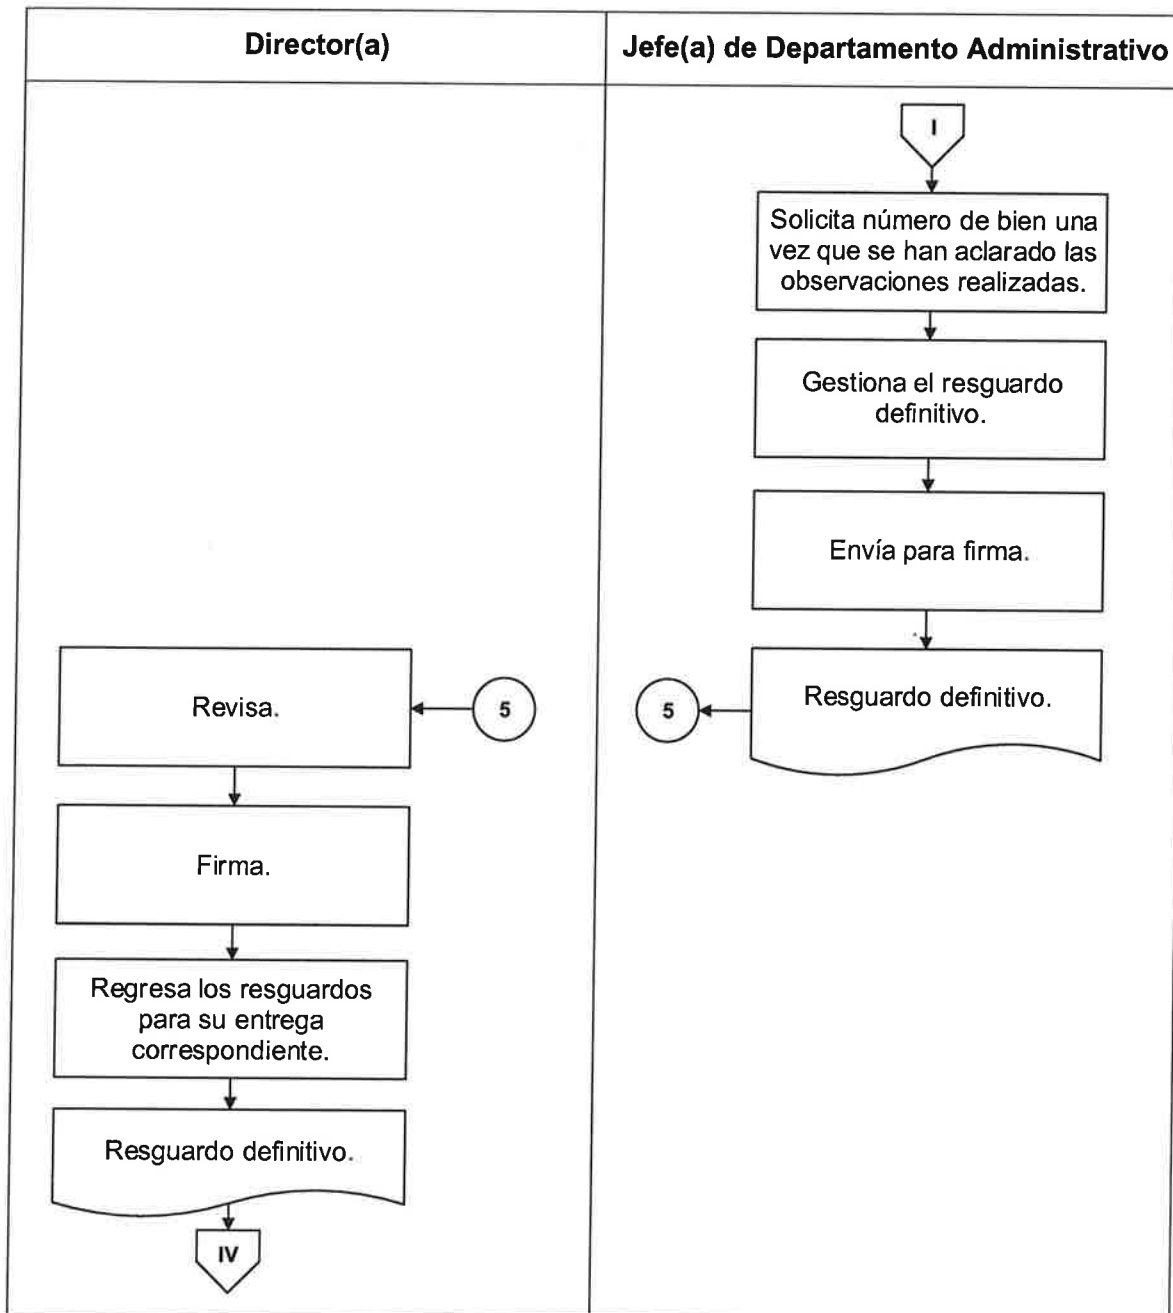 Director(a)
Jefe(a) de Departamento Administrativo
I
Solicita número de bien una
vez que se han aclarado las
observaciones realizadas.
Gestiona el resguardo
definitivo.
Envía para firma.
Resguardo definitivo.
5
5
Revisa.
Firma.
Regresa los resguardos
para su entrega
correspondiente.
Resguardo definitivo.
IV